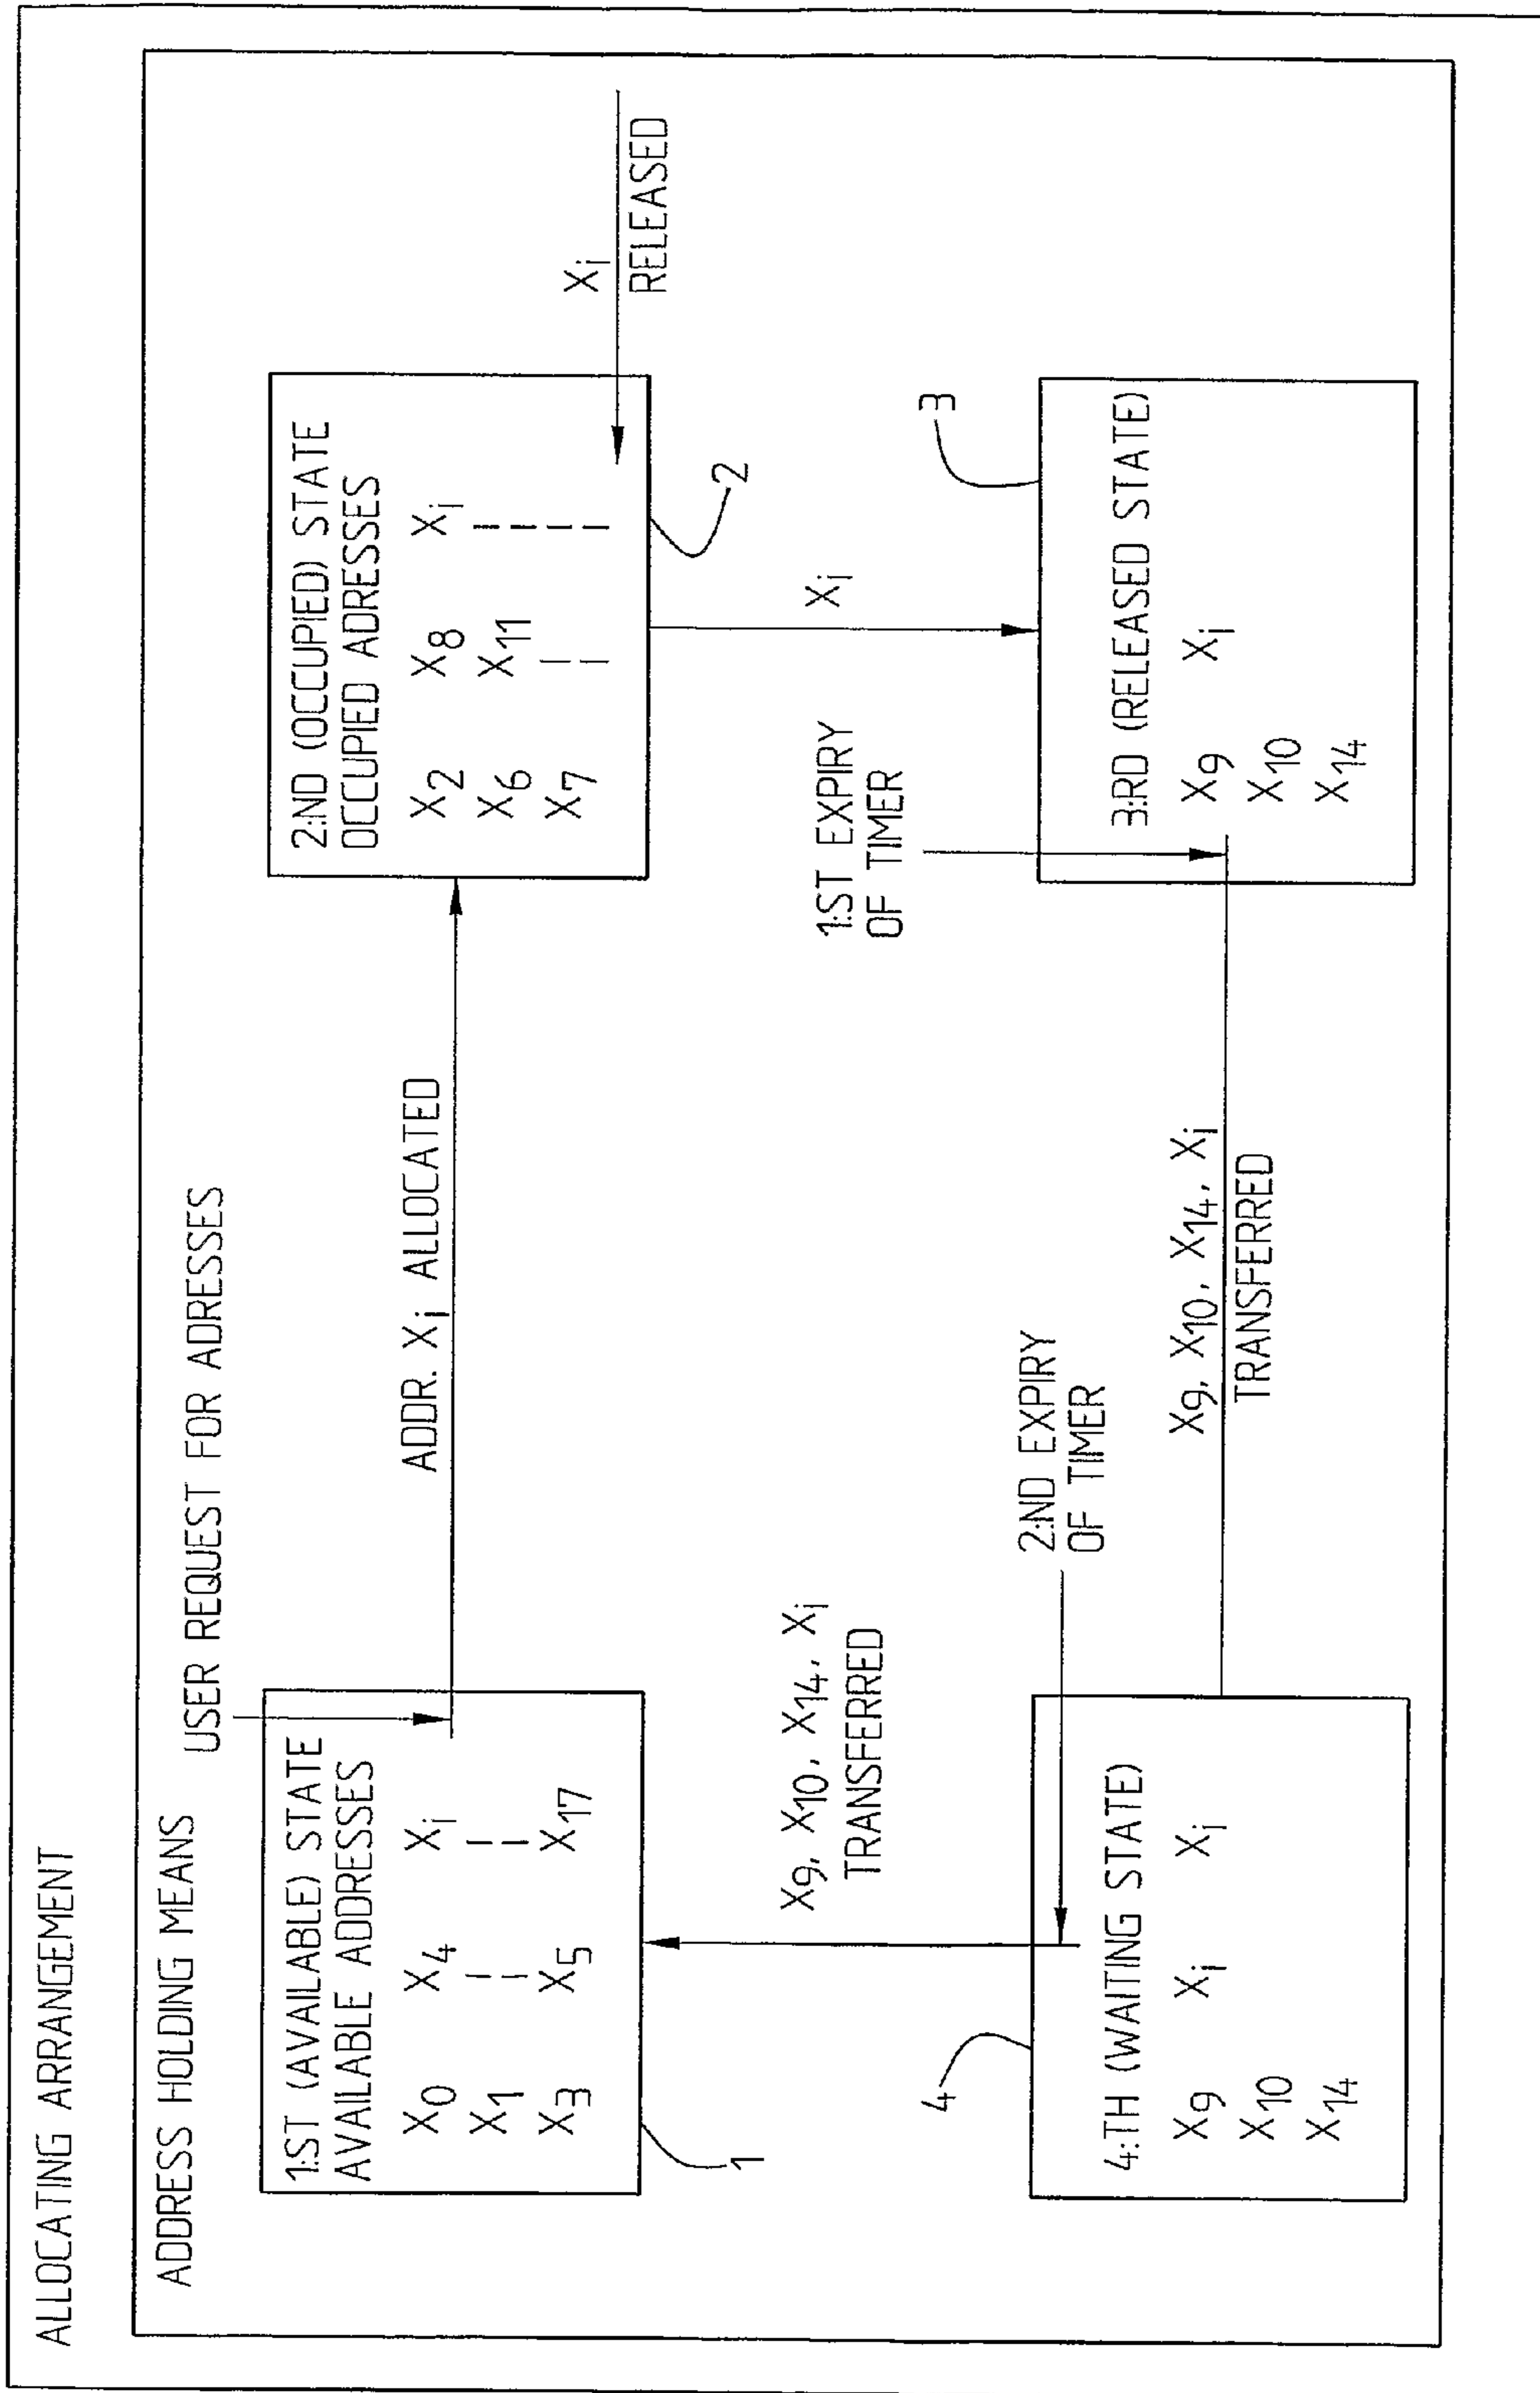 ALLOCATING ARRANGEMENT
ADDRESS HOLDING MEANS
USER REQUEST FOR ADRESSES
1:ST (AVAILABLE) STATE
AVAILABLE ADDRESSES
X0 X4 Xi
X1
X3 X5 X17
1
ADDR. Xi ALLOCATED
2:ND (OCCUPIED) STATE
OCCUPIED ADRESSES
X2 X8 Xi
X6 X11
X7
2
Xi
RELEASED
Xi
X9, X10, X14, Xi
TRANSFERRED
2:ND EXPIRY
OF TIMER
1:ST EXPIRY
OF TIMER
4
4:TH (WAITING STATE)
X9 Xi Xj
X10
X14
X9, X10, X14, Xi
TRANSFERRED
3
3:RD (RELEASED STATE)
X9 Xi
X10
X14